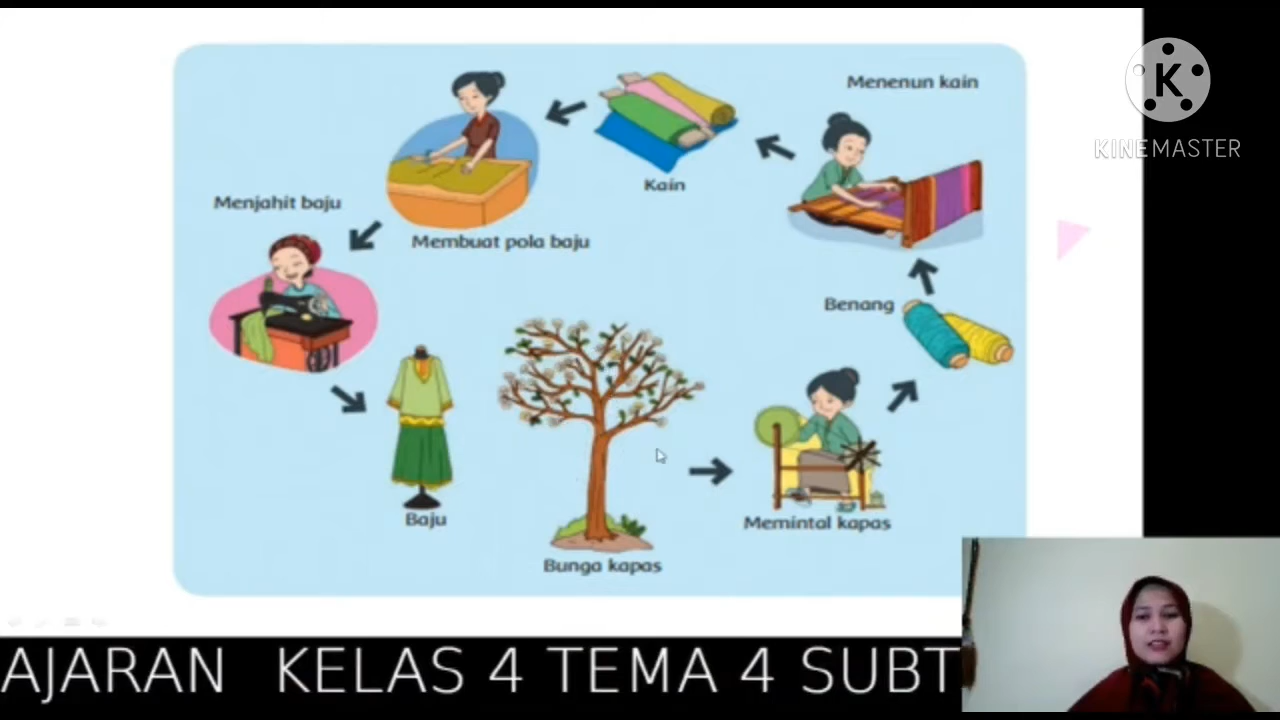 Menenun kain
KINEMASTER
Kain
Menjahit baju
Membuat pola baju
Benang
Baju
Memintal kapas
Bunga kapas
AJARAN KELAS 4 TEMA 4 SUBT